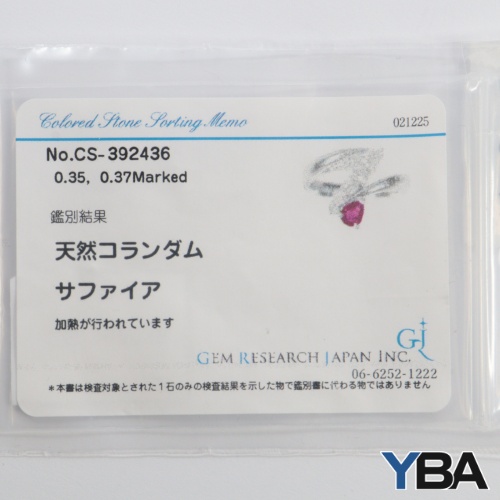 Colored Stone Sorting Memo
021225
No.CS-392436
0.35, 0.37Marked
鑑別結果
天然コランダム
サファイア
加熱が行われています
GJ
GEM RESEARCH JAPAN INC.
06-6252-1222
*本書は検査対象とされた1石のみの検査結果を示した物で鑑別書に代わる物ではありません
YBA